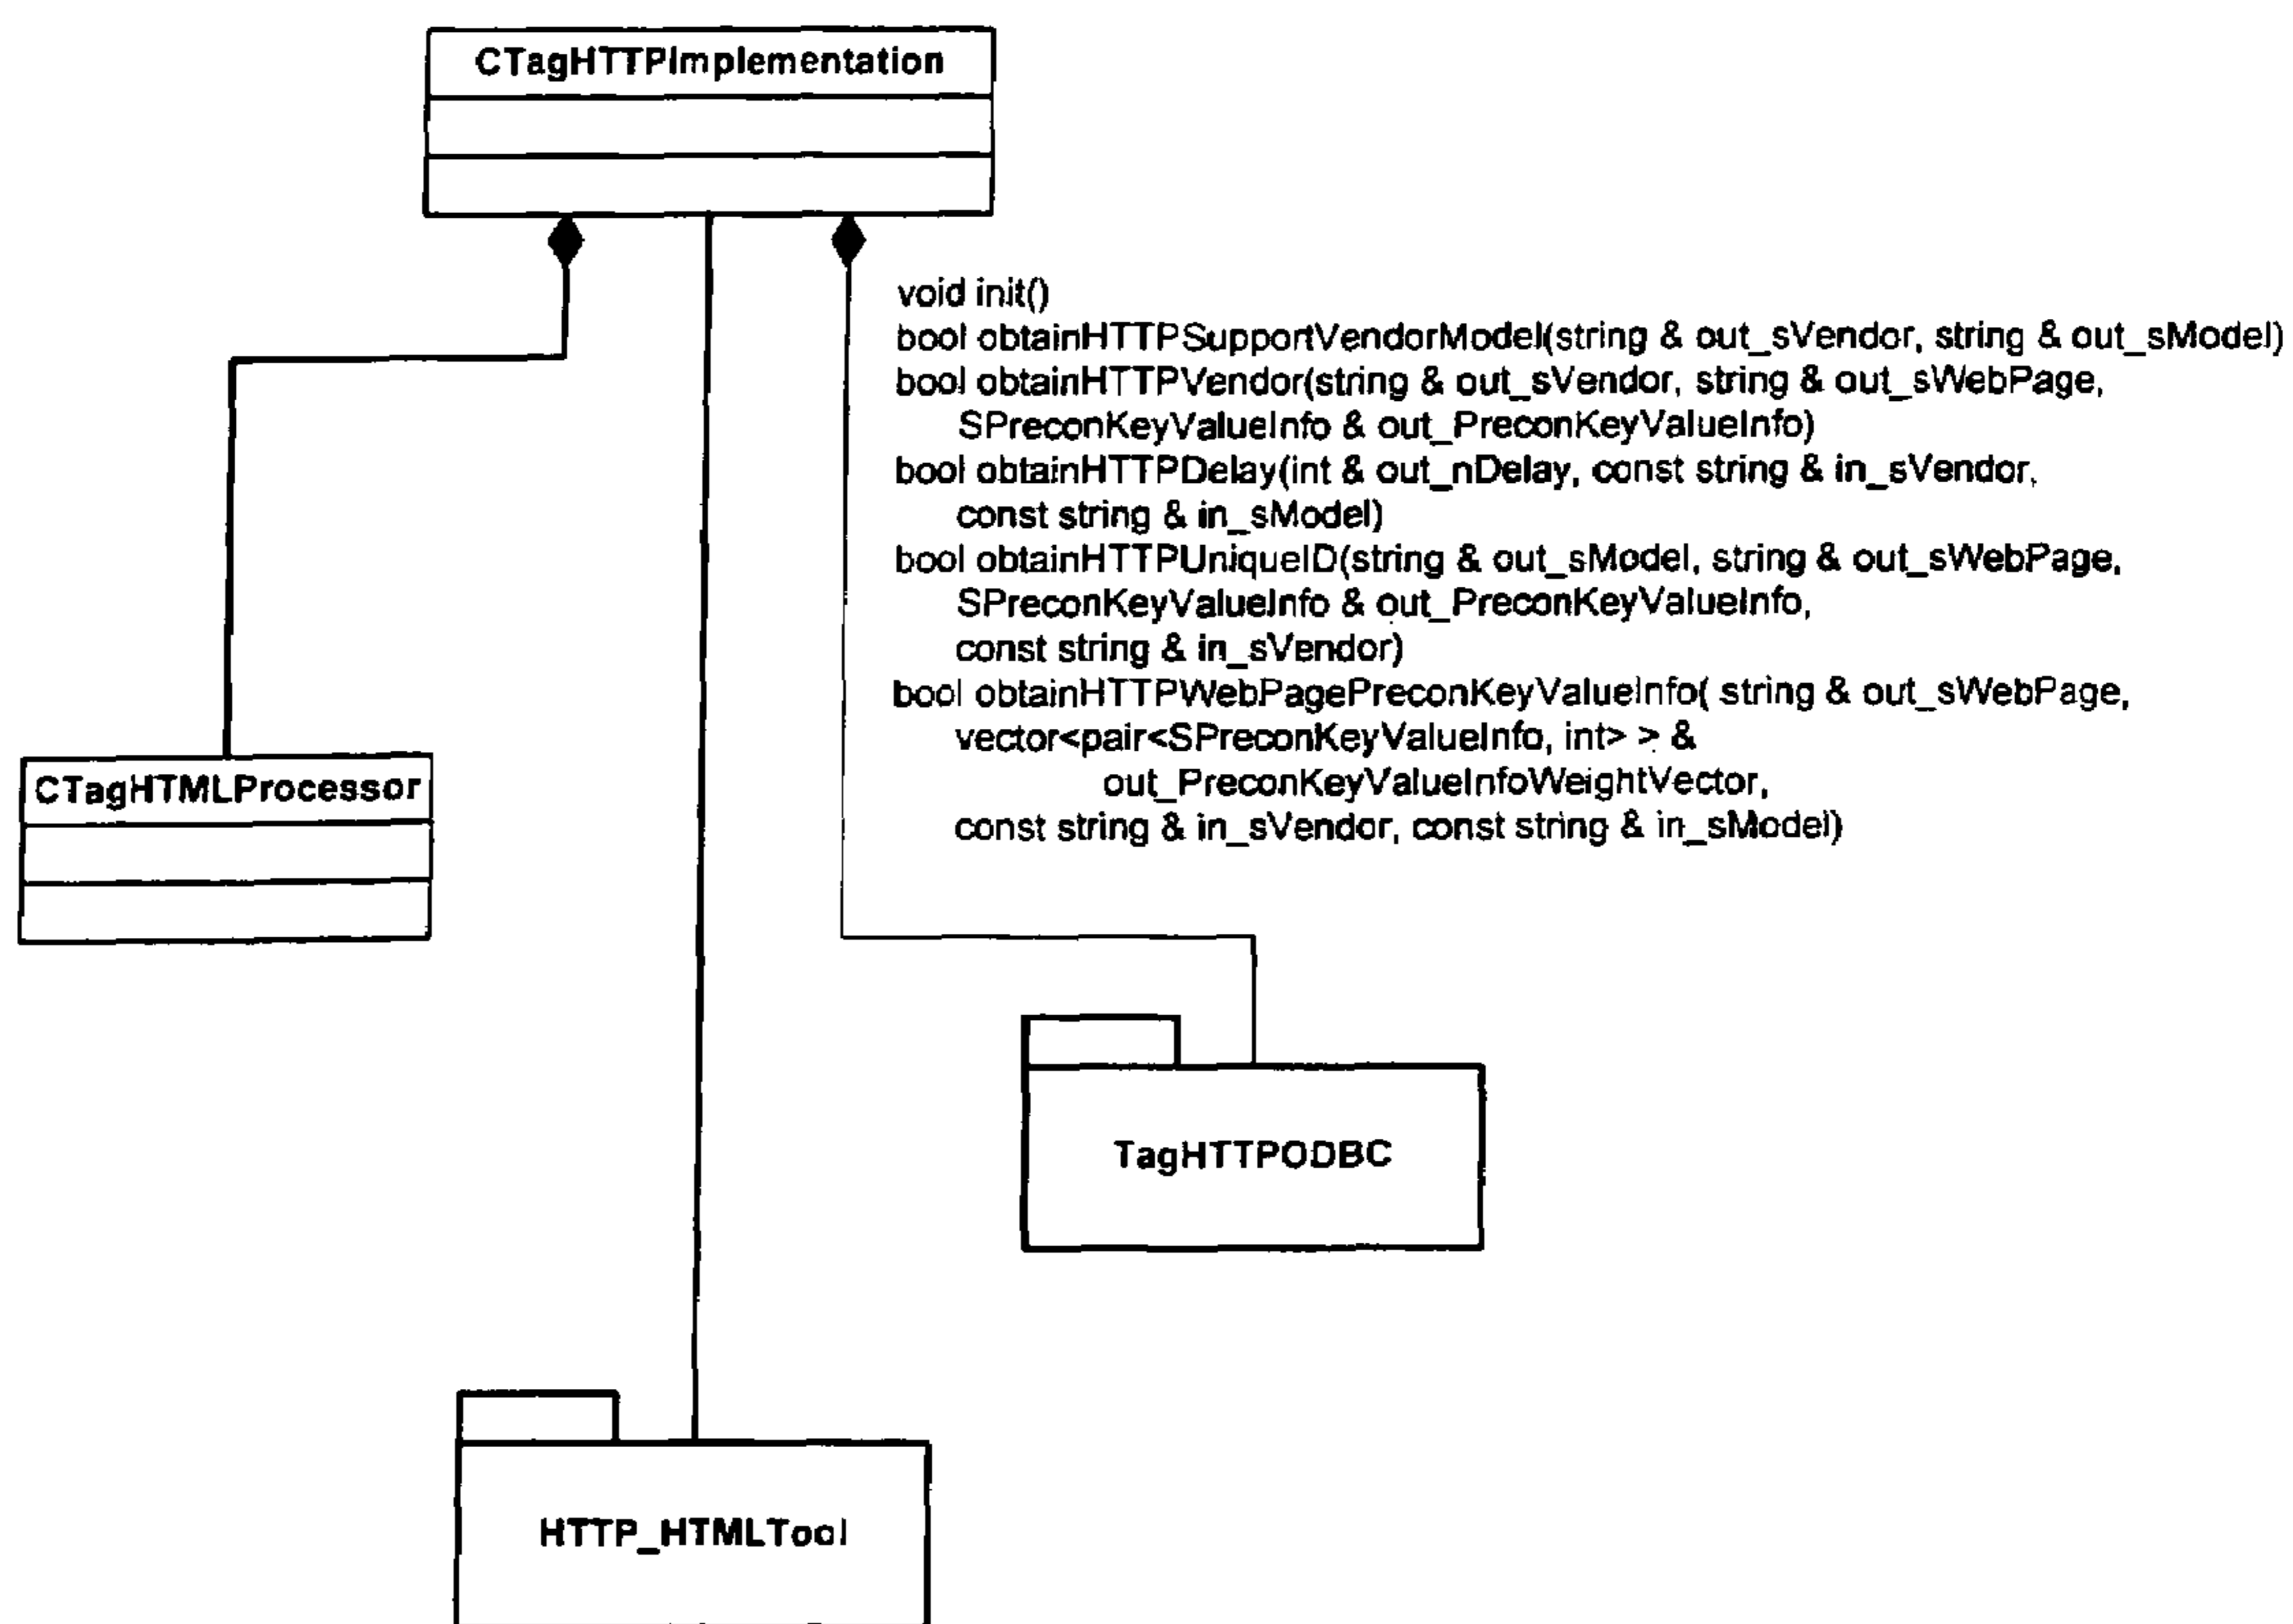 CTagHTTPImplementation
void init()
bool obtainHTTPSupportVendorModel(string & out_sVendor, string & out_sModel)
bool obtainHTTPVendor(string & out_sVendor, string & out_sWebPage,
SPreconKeyValueInfo & out_PreconKeyValueInfo)
bool obtainHTTPDelay(int & out_nDelay, const string & in_sVendor,
const string & in_sModel)
bool obtainHTTPUniqueID(string & out_sModel, string & out_sWebPage,
SPreconKeyValueInfo & out_PreconKeyValueInfo,
const string & in_sVendor)
bool obtainHTTPWebPagePreconKeyValueInfo( string & out_sWebPage,
vector<pair<SPreconKeyValueInfo, int> > &
out_PreconKeyValueInfoWeightVector,
const string & in_sVendor, const string & in_sModel)
CTagHTMLProcessor
TagHTTPODBC
HTTP_HTMLTool